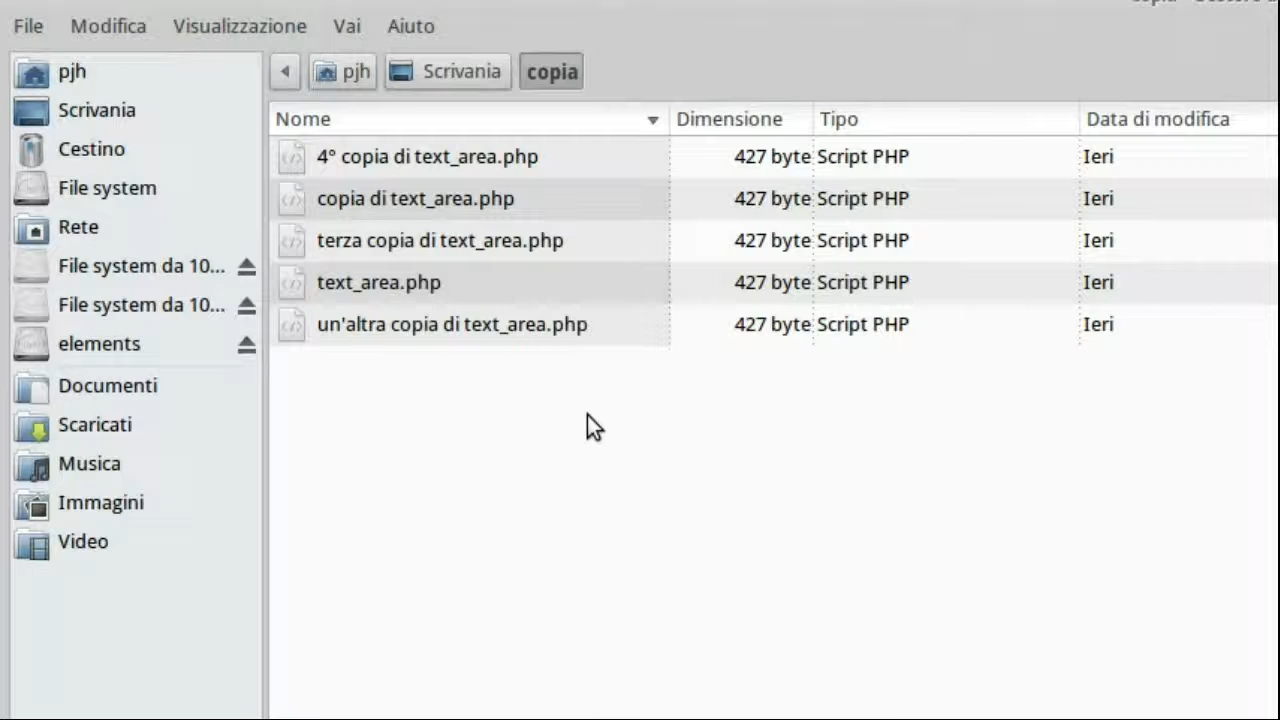 File Modifica Visualizzazione Vai Aiuto
pjh Scrivania copia
pjh
Scrivania
Cestino
File system
Rete
File system da 10...
File system da 10...
elements
Documenti
Scaricati
Musica
Immagini
Video
Nome Dimensione Tipo Data di modifica
4° copia di text_area.php 427 byte Script PHP Ieri
copia di text_area.php 427 byte Script PHP Ieri
terza copia di text_area.php 427 byte Script PHP Ieri
text_area.php 427 byte Script PHP Ieri
un'altra copia di text_area.php 427 byte Script PHP Ieri